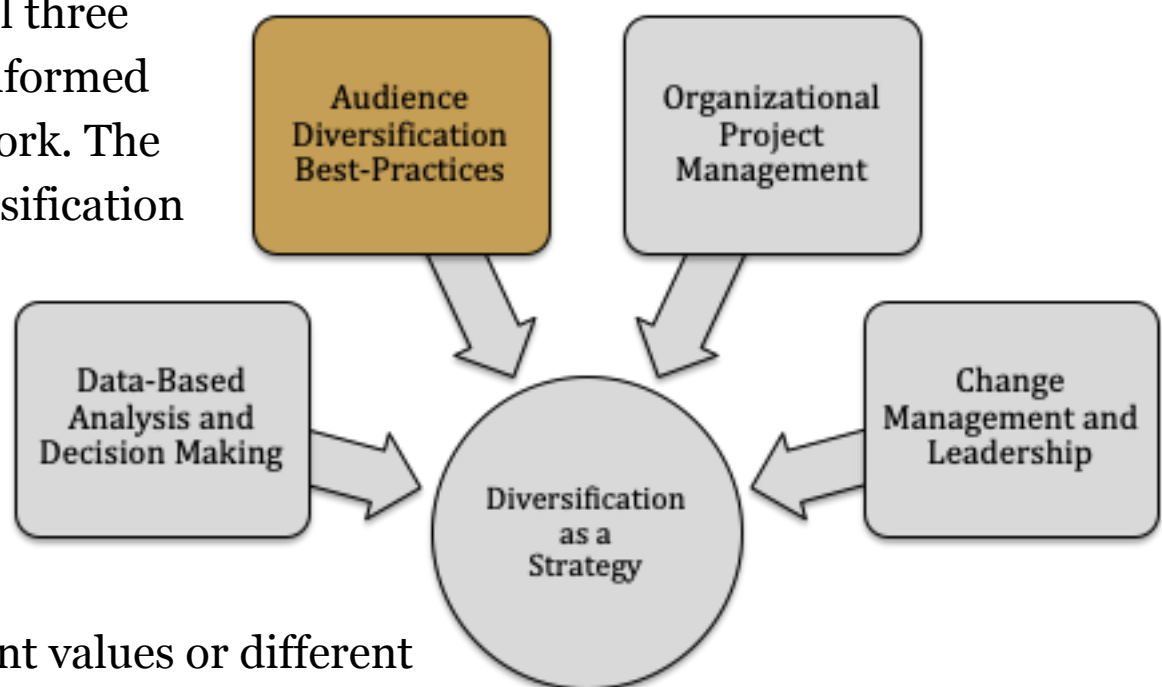 l three
formed
ork. The
sification
Audience
Diversification
Best-Practices
Organizational
Project
Management
Data-Based
Analysis and
Decision Making
Change
Management and
Leadership
Diversification
as a
Strategy
nt values or different